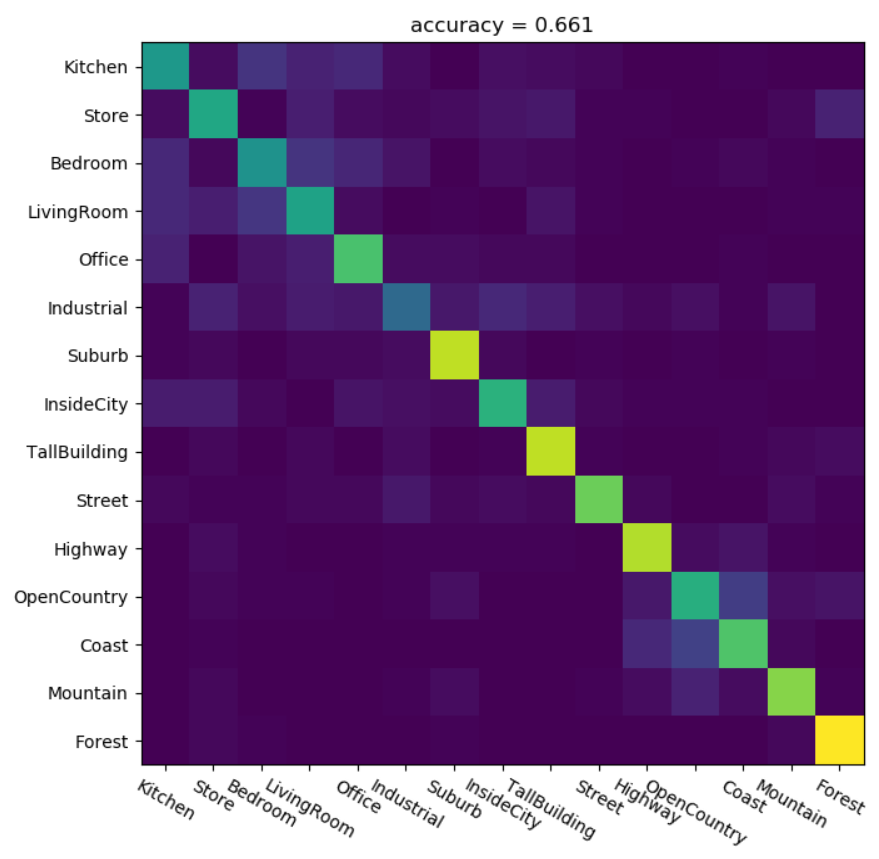 accuracy = 0.661
Kitchen
Store
Bedroom
LivingRoom
Office
Industrial
Suburb
InsideCity
TallBuilding
Street
Highway
OpenCountry
Coast
Mountain
Forest
Kitchen
Store
Bedroom
LivingRoom
Office
Industrial
Suburb
InsideCity
TallBuilding
Street
Highway
OpenCountry
Coast
Mountain
Forest